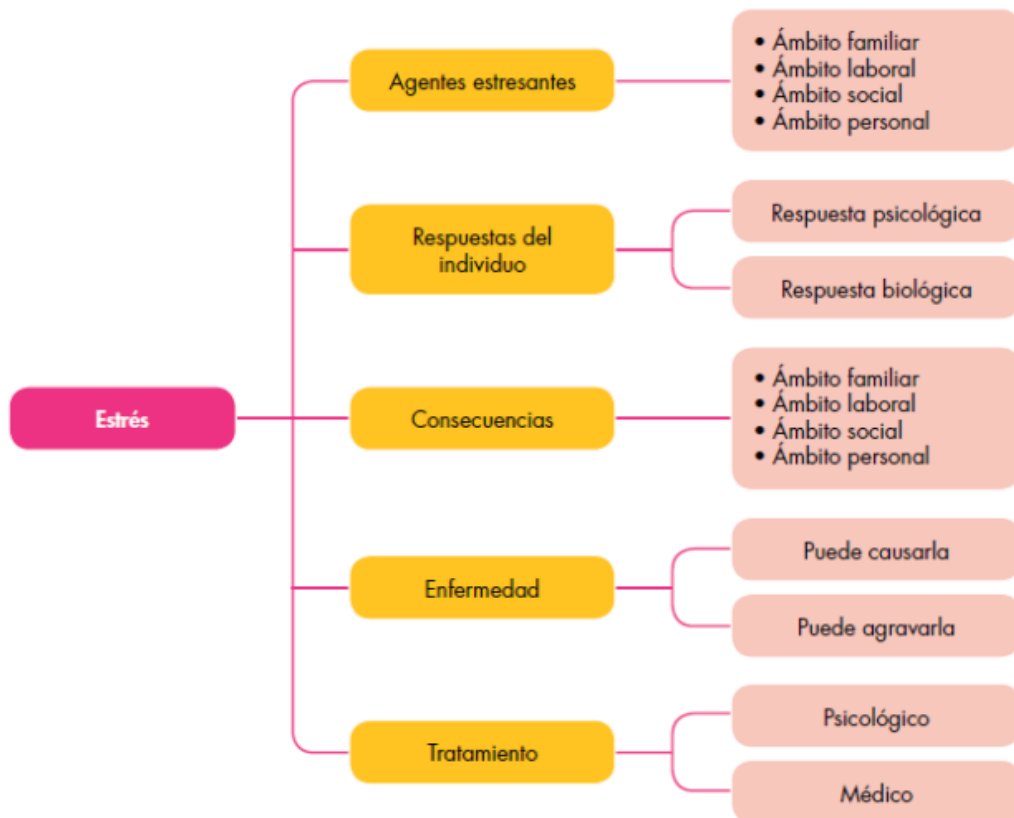 Estrés
Agentes estresantes
• Ámbito familiar
• Ámbito laboral
• Ámbito social
• Ámbito personal
Respuestas del
individuo
Respuesta psicológica
Respuesta biológica
Consecuencias
• Ámbito familiar
• Ámbito laboral
• Ámbito social
• Ámbito personal
Enfermedad
Puede causarla
Puede agravarla
Tratamiento
Psicológico
Médico